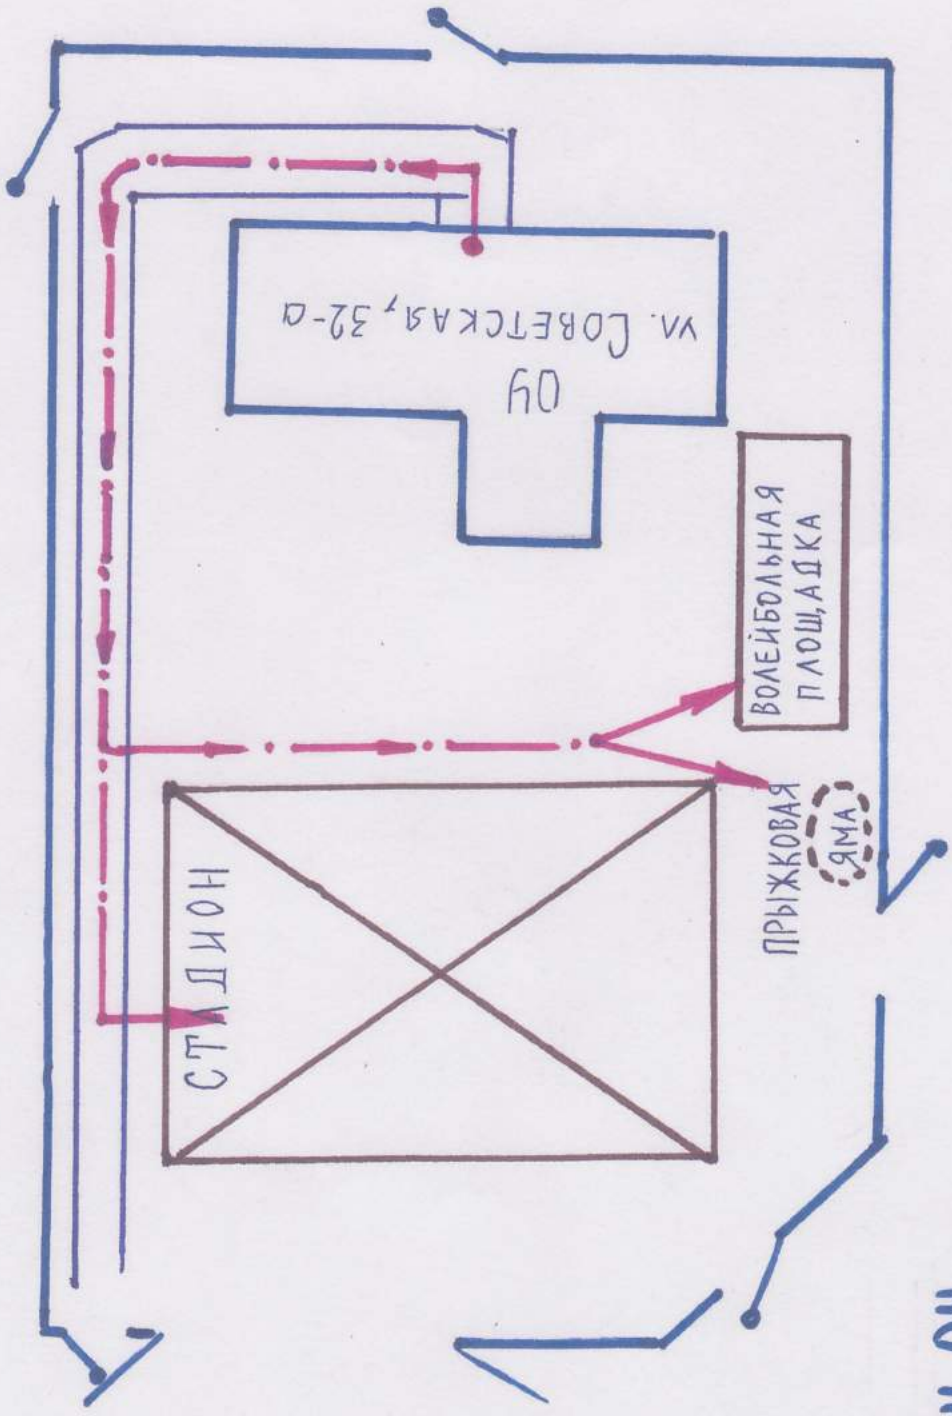 ул. Советская, 32-а
ОУ
СТАДИОН
ВОЛЕЙБОЛЬНАЯ
ПЛОЩАДКА
ПРЫЖКОВАЯ
ЯМА